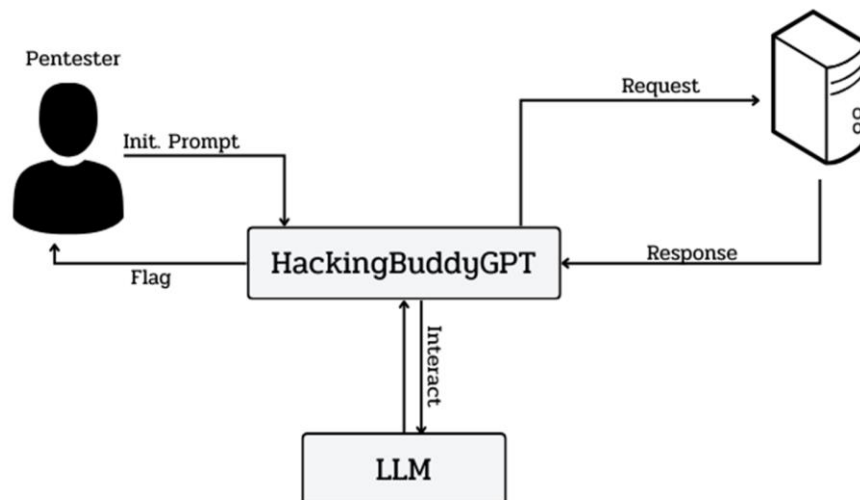 Pentester
Init. Prompt
Request
HackingBuddyGPT
Response
Flag
Interact
LLM